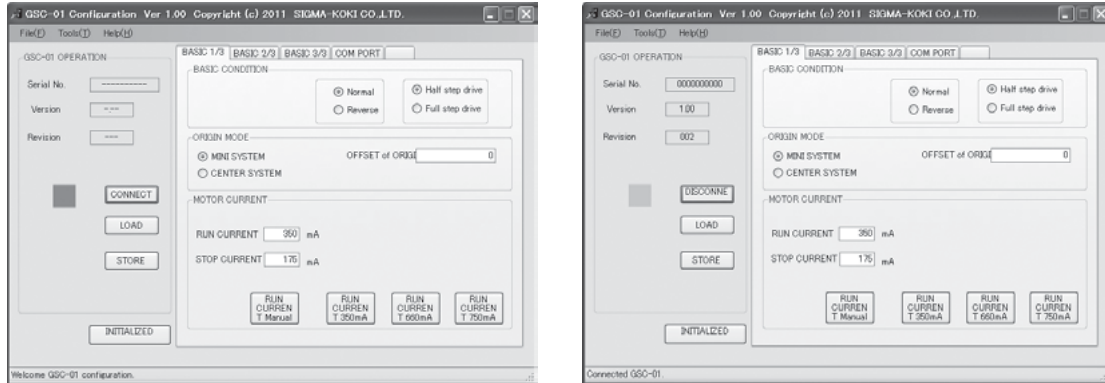 GSC-01 Configuration Ver 1.00 Copyright (c) 2011 SIGMA-KOKI CO.,LTD.
File(F) Tools(T) Help(H)
GSC-01 OPERATION
Serial No. ----------
Version -.--
Revision ---
CONNECT
LOAD
STORE
INITIALIZED
BASIC 1/3 BASIC 2/3 BASIC 3/3 COM PORT
BASIC CONDITION
Normal
Reverse
Half step drive
Full step drive
ORIGIN MODE
MINI SYSTEM
CENTER SYSTEM
OFFSET of ORIGI 0
MOTOR CURRENT
RUN CURRENT 350 mA
STOP CURRENT 175 mA
RUN
CURREN
T Manual
RUN
CURREN
T 350mA
RUN
CURREN
T 660mA
RUN
CURREN
T 750mA
Welcome GSC-01 configuration.
GSC-01 Configuration Ver 1.00 Copyright (c) 2011 SIGMA-KOKI CO.,LTD.
File(F) Tools(T) Help(H)
GSC-01 OPERATION
Serial No. 0000000000
Version 1.00
Revision 002
DISCONNE
LOAD
STORE
INITIALIZED
BASIC 1/3 BASIC 2/3 BASIC 3/3 COM PORT
BASIC CONDITION
Normal
Reverse
Half step drive
Full step drive
ORIGIN MODE
MINI SYSTEM
CENTER SYSTEM
OFFSET of ORIGI 0
MOTOR CURRENT
RUN CURRENT 350 mA
STOP CURRENT 175 mA
RUN
CURREN
T Manual
RUN
CURREN
T 350mA
RUN
CURREN
T 660mA
RUN
CURREN
T 750mA
Connected GSC-01.